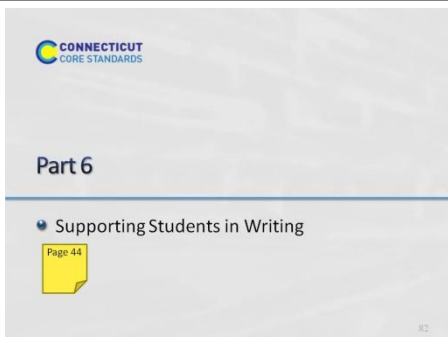 CONNECTICUT
CORE STANDARDS
Part 6
Supporting Students in Writing
Page 44
82